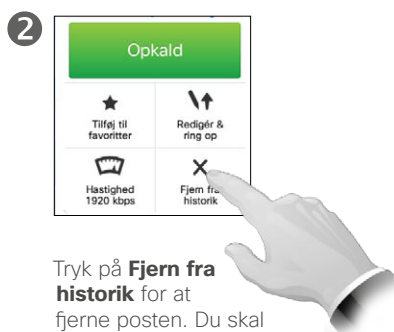 2
Opkald
Tilføj til
favoritter
Redigér &
ring op
Hastighed
1920 kbps
Fjern fra
historik
Tryk på Fjern fra
historik for at
fjerne posten. Du skal